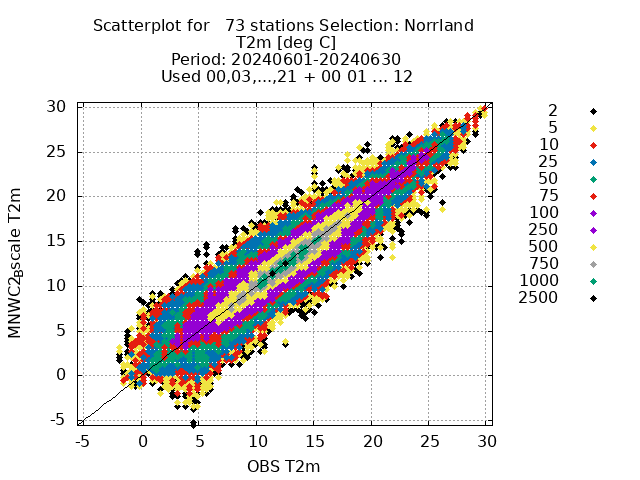 Scatterplot for 73 stations Selection: Norrland
T2m [deg C]
Period: 20240601-20240630
Used 00,03,...,21 + 00 01 ... 12
MNWC2Bscale T2m
30
25
20
15
10
5
0
-5
-5 0 5 10 15 20 25 30
OBS T2m
2
5
10
25
50
75
100
250
500
750
1000
2500